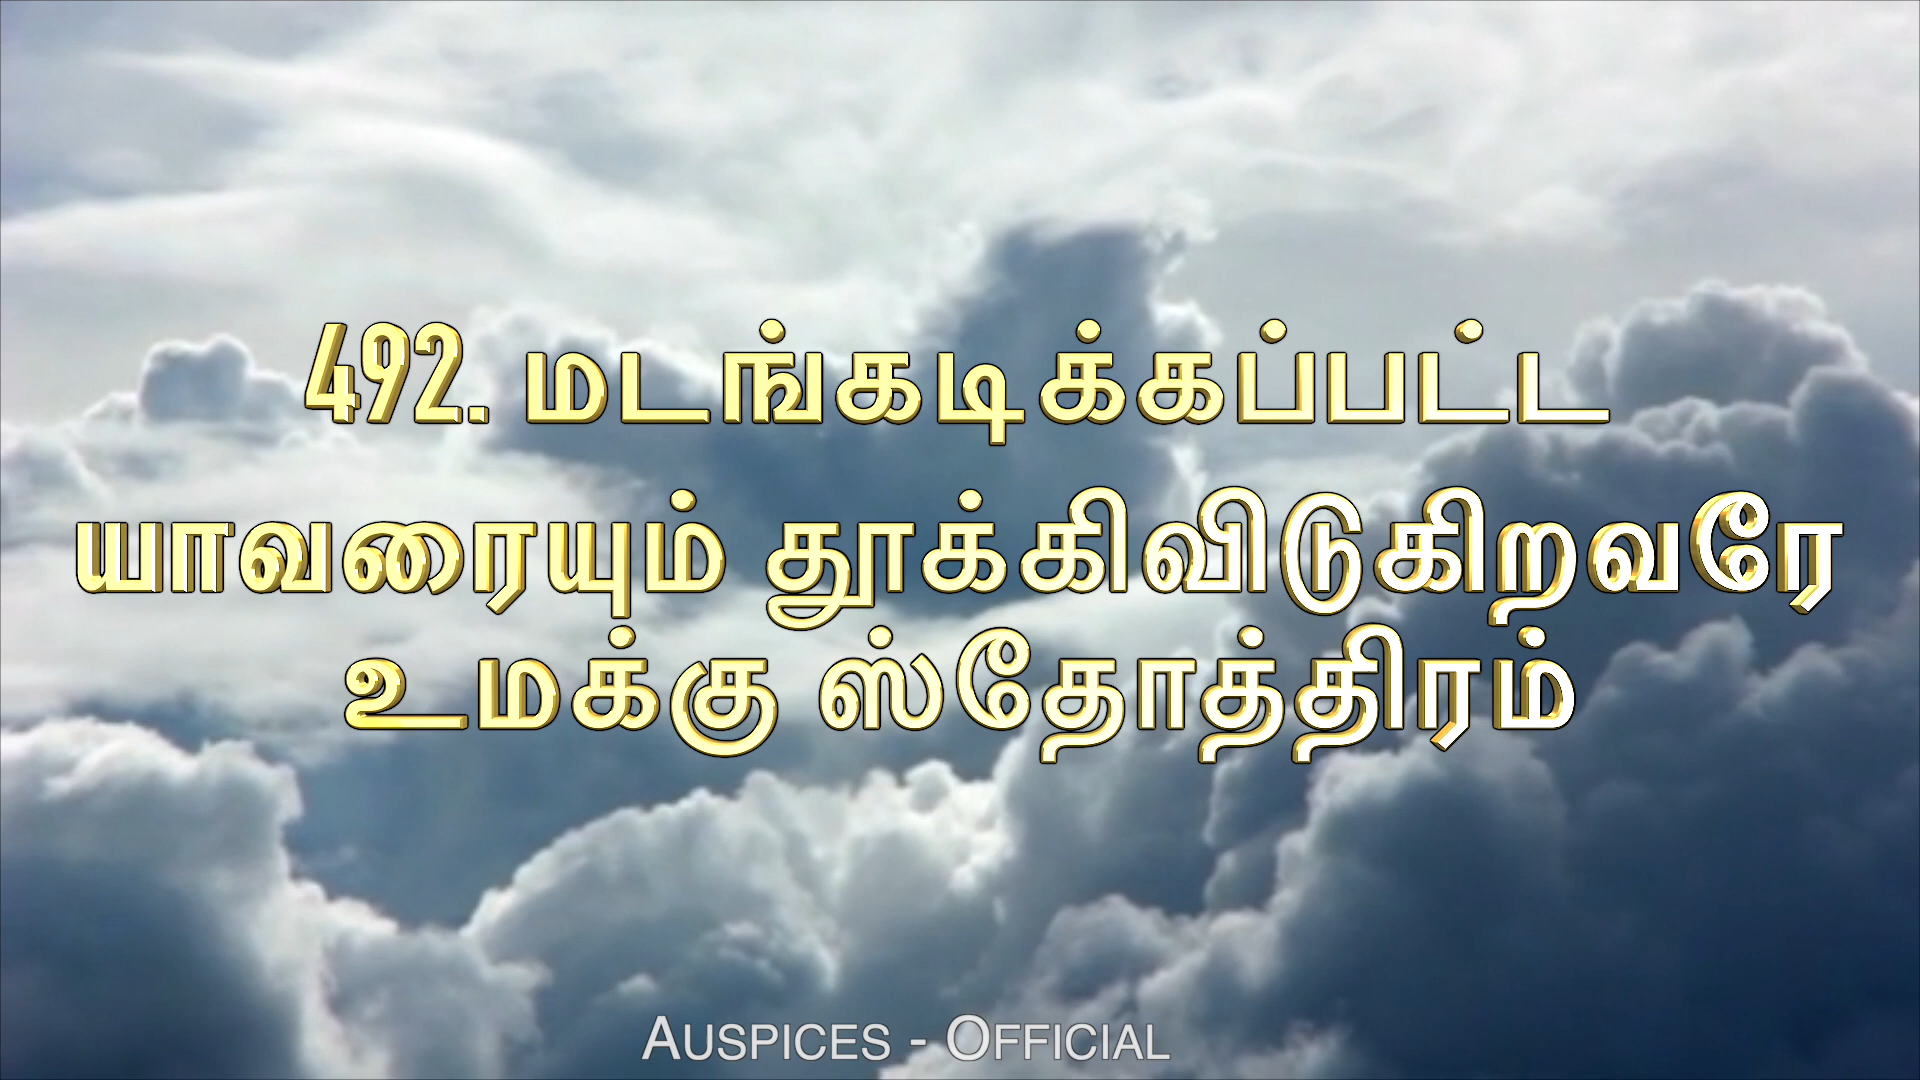 492. மடங்கடிக்கப்பட்ட
யாவரையும் தூக்கிவிடுகிறவரே
உமக்கு ஸ்தோத்திரம்
AUSPICES - OFFICIAL